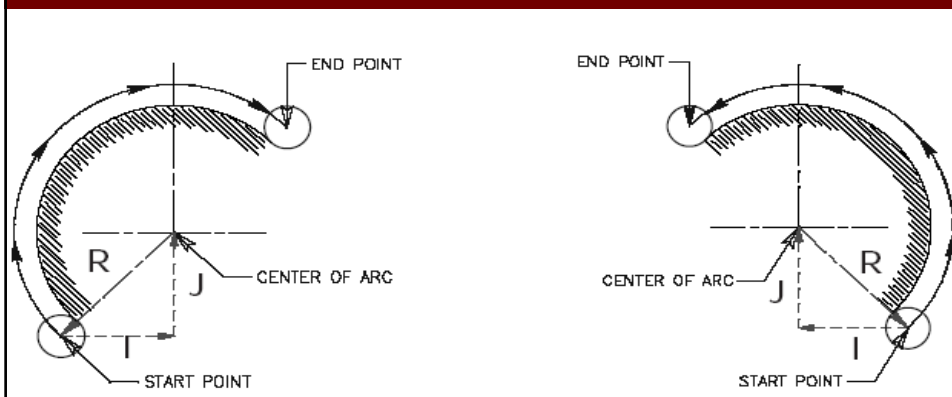 END POINT
END POINT
R
J
CENTER OF ARC
I
START POINT
R
J
CENTER OF ARC
I
START POINT